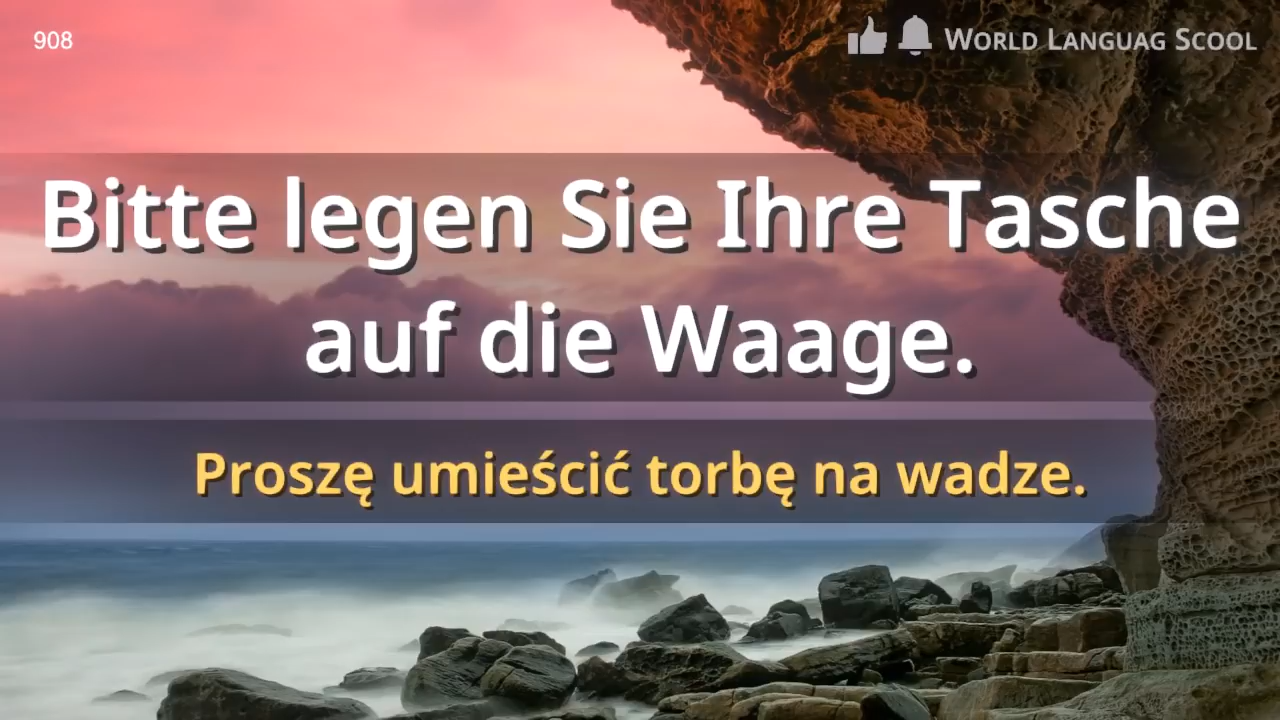 908
World Languag Scool
Bitte legen Sie Ihre Tasche
auf die Waage.
Proszę umieścić torbę na wadze.